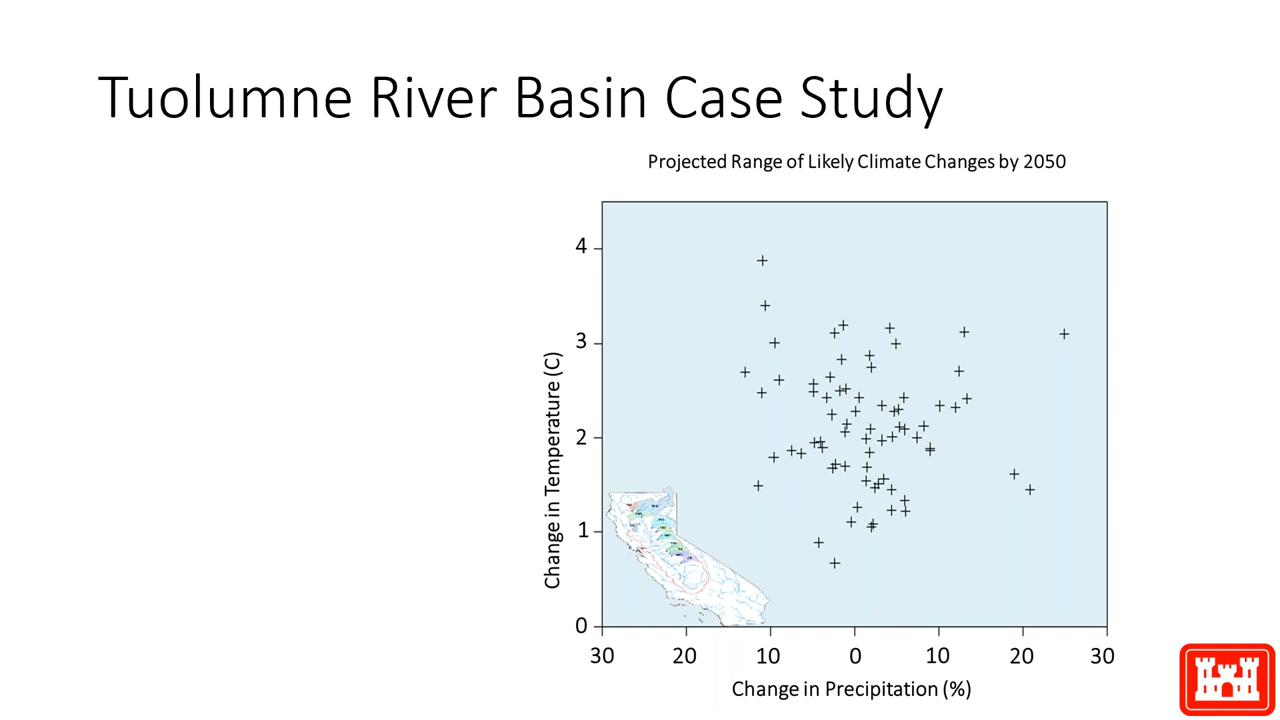 Tuolumne River Basin Case Study
Projected Range of Likely Climate Changes by 2050
4
3
2
1
0
Change in Temperature (C)
30 20 10 0 10 20 30
Change in Precipitation (%)